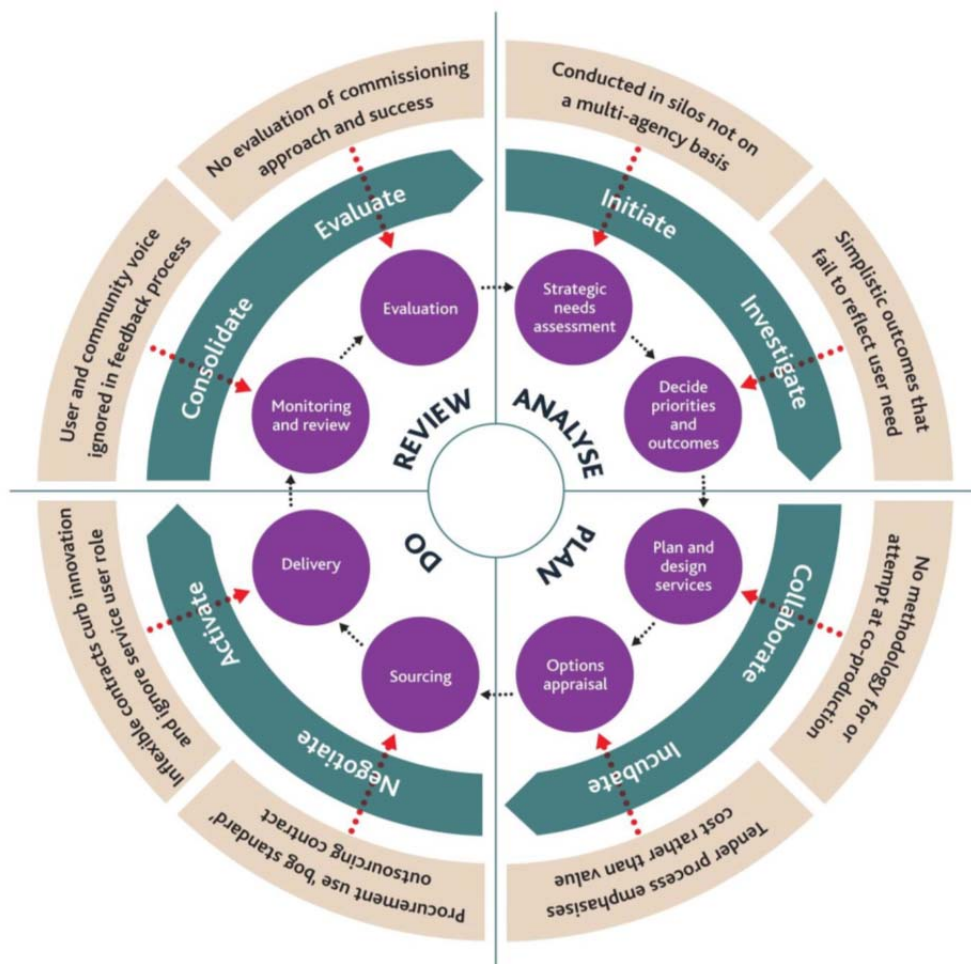 No evaluation of commissioning
approach and success
Conducted in silos not on
a multi-agency basis
Simplistic outcomes that
fail to reflect user need
No methodology for or
attempt at co-production
Tender process emphasises
cost rather than value
Procurement use 'bog standard'
outsourcing contract
Inflexible contracts curb innovation
and ignore service user role
User and community voice
ignored in feedback process
Evaluate
Initiate
Investigate
Collaborate
Incubate
Negotiate
Activate
Consolidate
Evaluation
Strategic
needs
assessment
Decide
priorities
and
outcomes
Plan and
design
services
Options
appraisal
Sourcing
Delivery
Monitoring
and review
REVIEW
ANALYSE
PLAN
DO